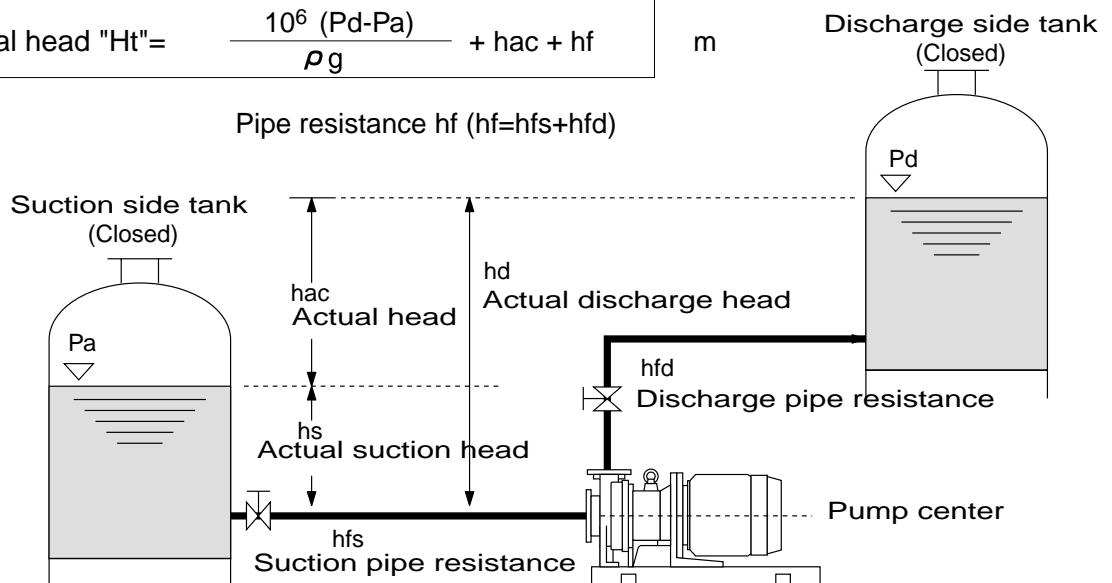 al head "Ht"= 10⁶ (Pd-Pa) / ρg + hac + hf m
Discharge side tank
(Closed)
Pipe resistance hf (hf=hfs+hfd)
Pd
Suction side tank
(Closed)
hd
Actual discharge head
hac
Actual head
Pa
hfd
Discharge pipe resistance
hs
Actual suction head
Pump center
hfs
Suction pipe resistance